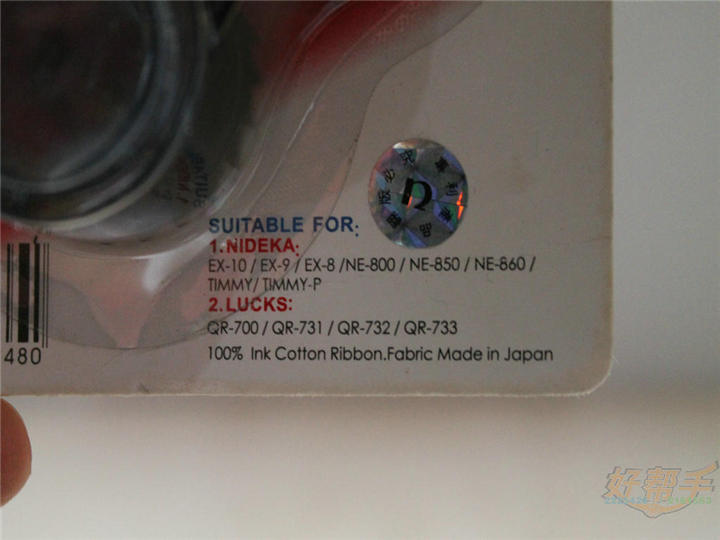 SUITABLE FOR:
1.NIDEKA:
EX-10 / EX-9 / EX-8 /NE-800 / NE-850 / NE-860 /
TIMMY/ TIMMY-P
2.LUCKS:
QR-700 / QR-731 / QR-732 / QR-733
100% Ink Cotton Ribbon.Fabric Made in Japan
480
好帮手